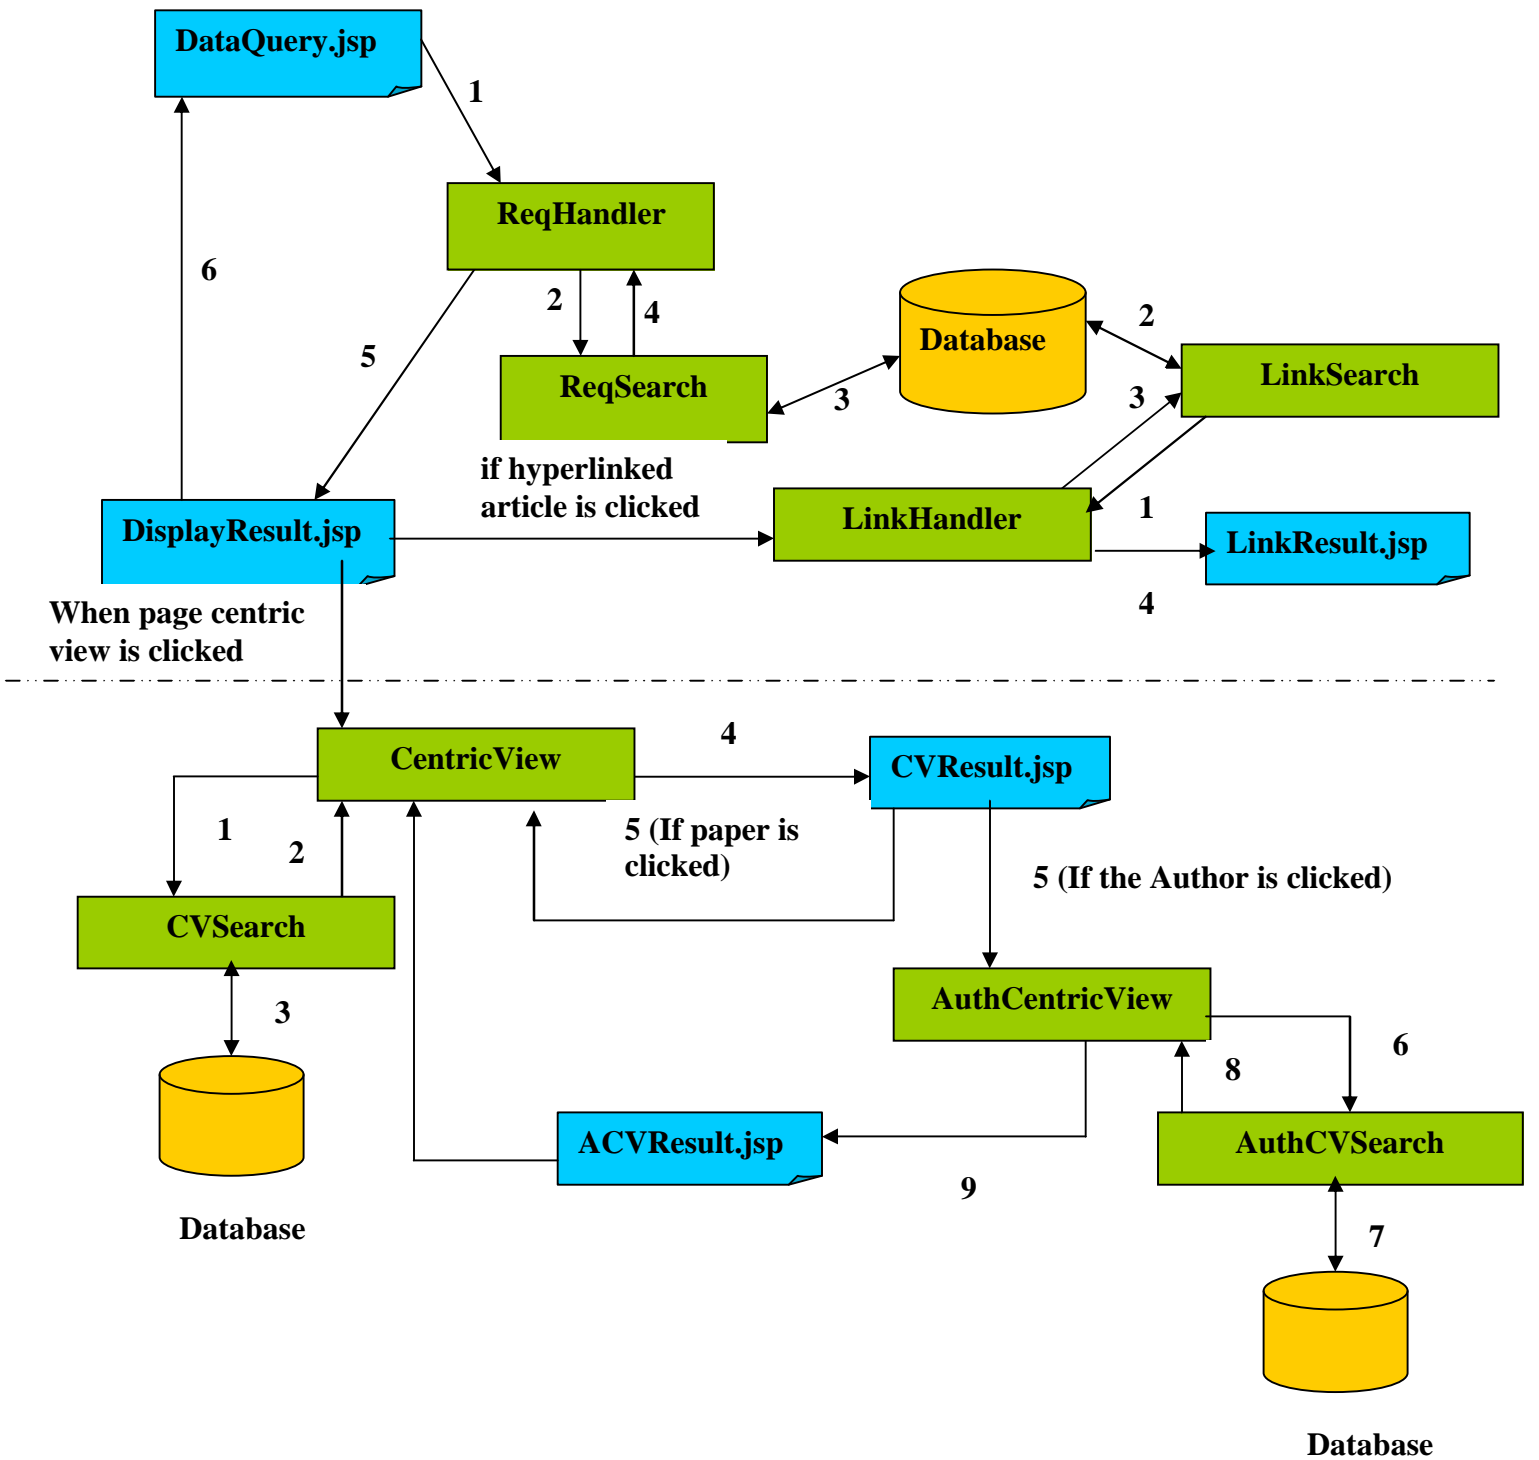 DataQuery.jsp
1
ReqHandler
6
2
4
5
Database
2
LinkSearch
ReqSearch
3
3
if hyperlinked
article is clicked
LinkHandler
1
DisplayResult.jsp
LinkResult.jsp
4
When page centric
view is clicked
CentricView
4
CVResult.jsp
1
2
5 (If paper is
clicked)
5 (If the Author is clicked)
CVSearch
3
AuthCentricView
6
8
ACVResult.jsp
AuthCVSearch
9
Database
7
Database